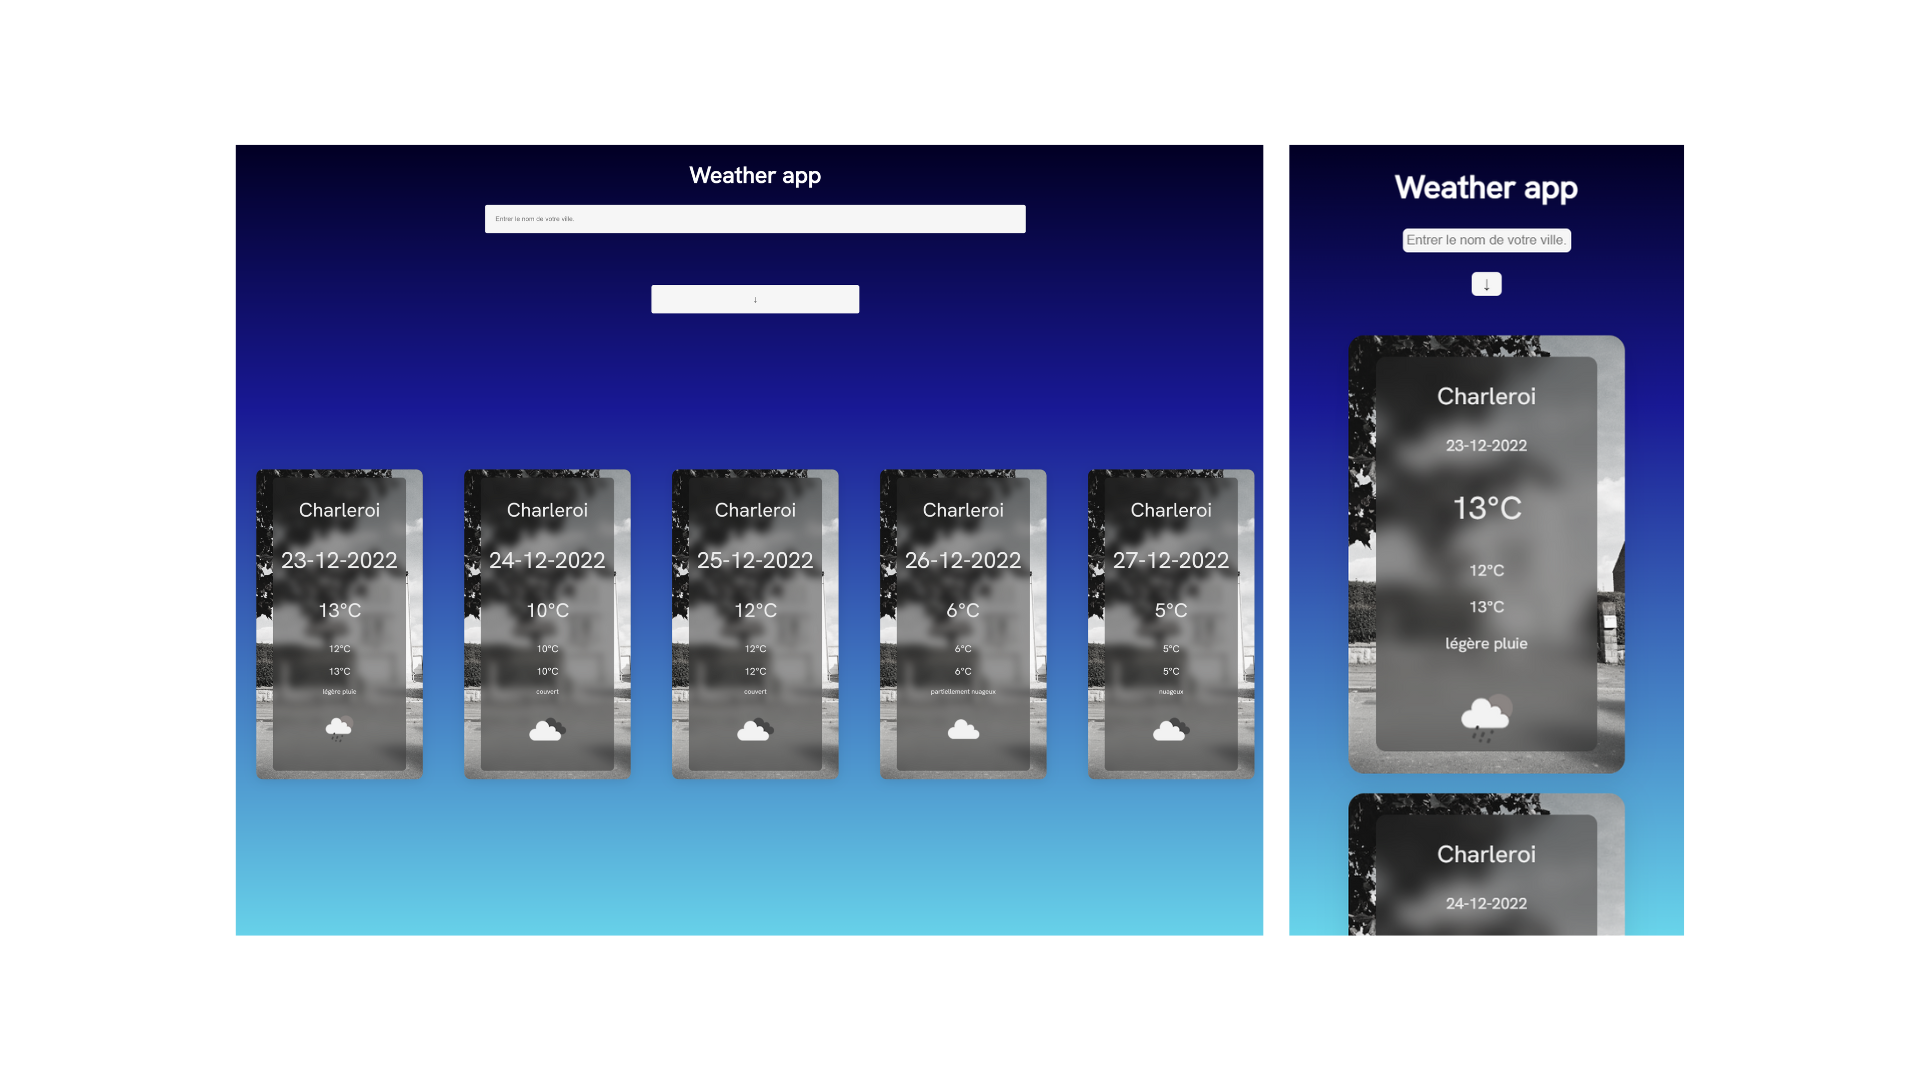 Weather app
Entrer le nom de votre ville.
↓
Charleroi
23-12-2022
13°C
12°C
13°C
légère pluie
Charleroi
24-12-2022
10°C
10°C
10°C
couvert
Charleroi
25-12-2022
12°C
12°C
12°C
couvert
Charleroi
26-12-2022
6°C
6°C
6°C
partiellement nuageux
Charleroi
27-12-2022
5°C
5°C
5°C
nuageux
Weather app
Entrer le nom de votre ville.
↓
Charleroi
23-12-2022
13°C
12°C
13°C
légère pluie
Charleroi
24-12-2022